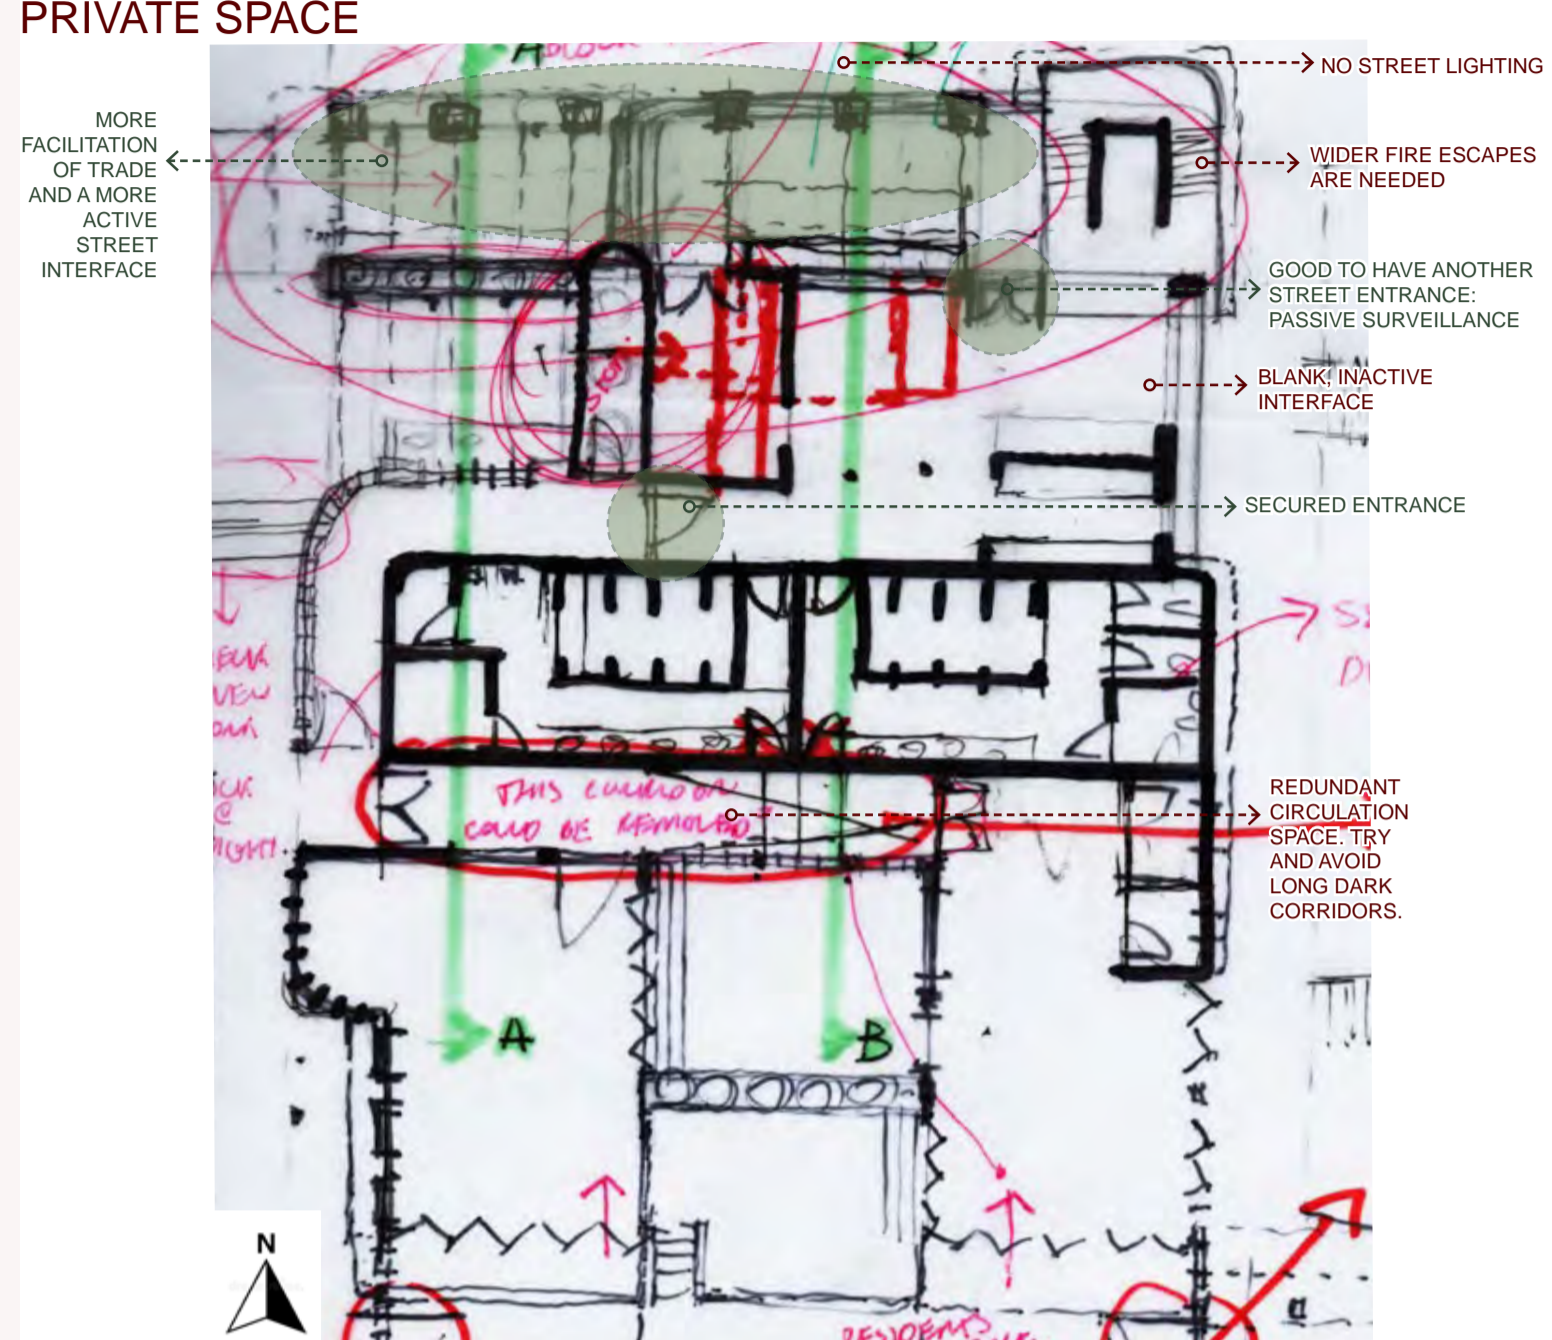 PRIVATE SPACE
NO STREET LIGHTING
MORE
FACILITATION
OF TRADE
AND A MORE
ACTIVE
STREET
INTERFACE
WIDER FIRE ESCAPES
ARE NEEDED
GOOD TO HAVE ANOTHER
STREET ENTRANCE:
PASSIVE SURVEILLANCE
BLANK, INACTIVE
INTERFACE
SECURED ENTRANCE
THIS CORRIDOR
COULD BE REMOVED
REDUNDANT
CIRCULATION
SPACE. TRY
AND AVOID
LONG DARK
CORRIDORS.
A
B
N
RESIDENTS